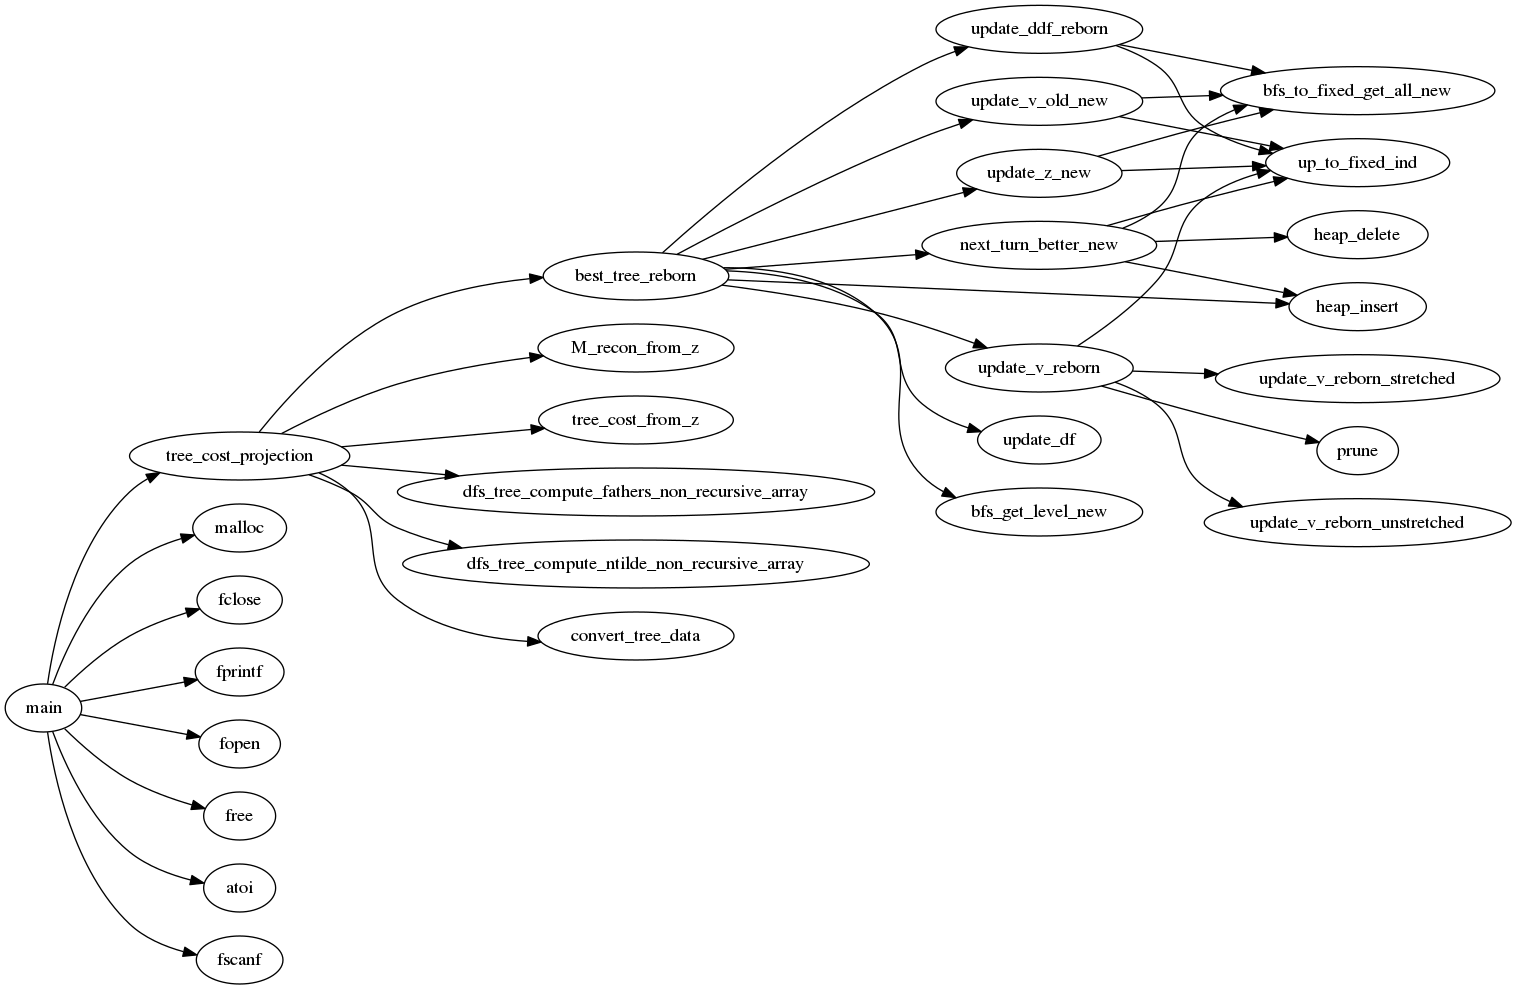 update_ddf_reborn
bfs_to_fixed_get_all_new
update_v_old_new
up_to_fixed_ind
update_z_new
heap_delete
next_turn_better_new
best_tree_reborn
heap_insert
M_recon_from_z
update_v_reborn
update_v_reborn_stretched
tree_cost_from_z
update_df
prune
tree_cost_projection
dfs_tree_compute_fathers_non_recursive_array
bfs_get_level_new
update_v_reborn_unstretched
malloc
dfs_tree_compute_ntilde_non_recursive_array
fclose
convert_tree_data
fprintf
main
fopen
free
atoi
fscanf